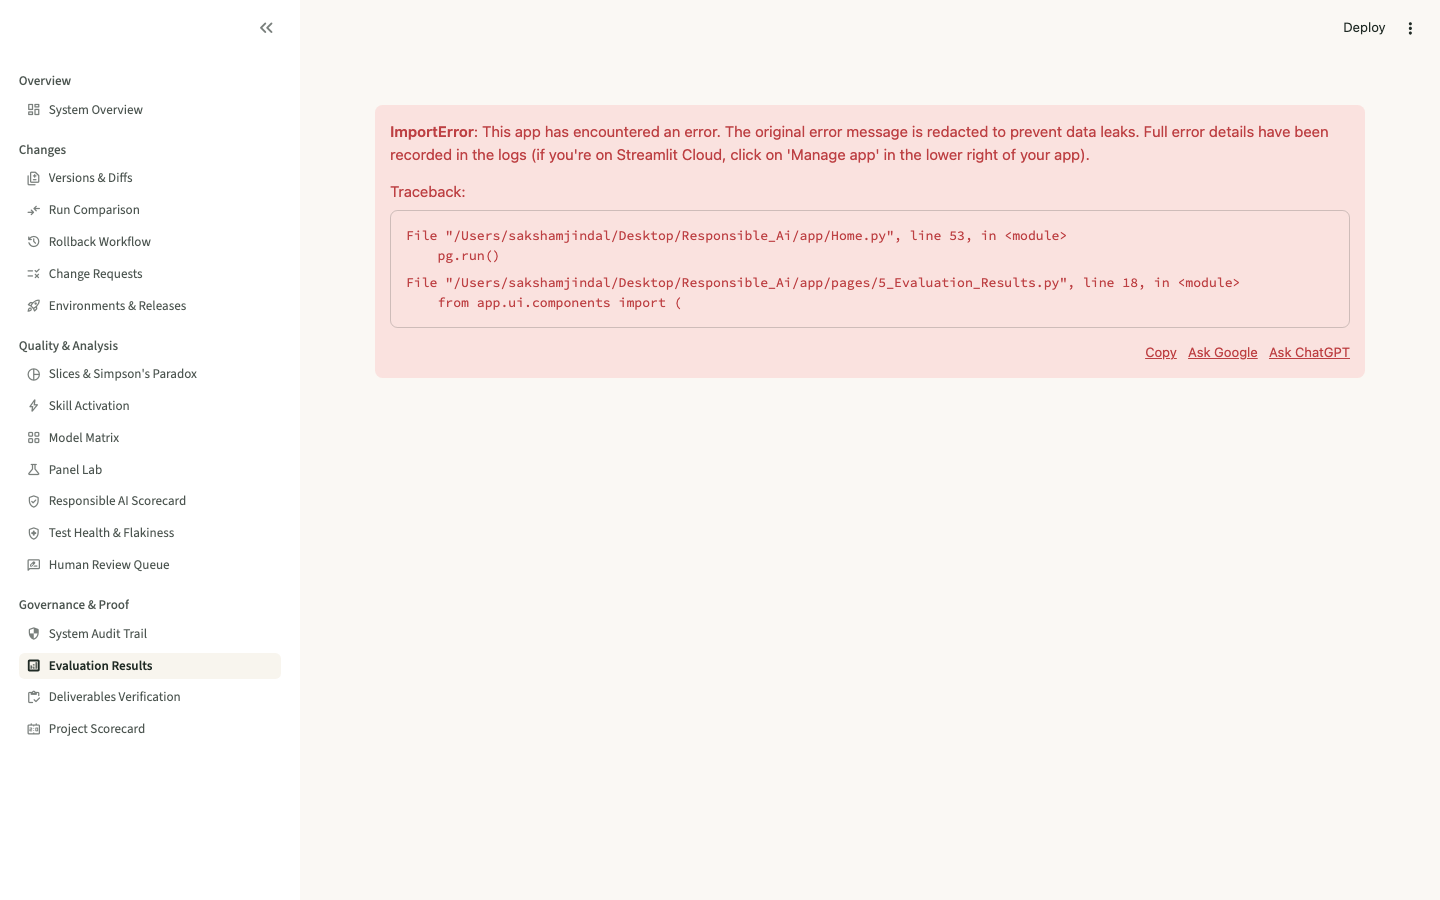 Deploy
Overview
System Overview
Changes
Versions & Diffs
Run Comparison
Rollback Workflow
Change Requests
Environments & Releases
Quality & Analysis
Slices & Simpson's Paradox
Skill Activation
Model Matrix
Panel Lab
Responsible AI Scorecard
Test Health & Flakiness
Human Review Queue
Governance & Proof
System Audit Trail
Evaluation Results
Deliverables Verification
Project Scorecard
ImportError: This app has encountered an error. The original error message is redacted to prevent data leaks. Full error details have been
recorded in the logs (if you're on Streamlit Cloud, click on 'Manage app' in the lower right of your app).
Traceback:
File "/Users/sakshamjindal/Desktop/Responsible_Ai/app/Home.py", line 53, in <module>
    pg.run()
File "/Users/sakshamjindal/Desktop/Responsible_Ai/app/pages/5_Evaluation_Results.py", line 18, in <module>
    from app.ui.components import (
Copy Ask Google Ask ChatGPT